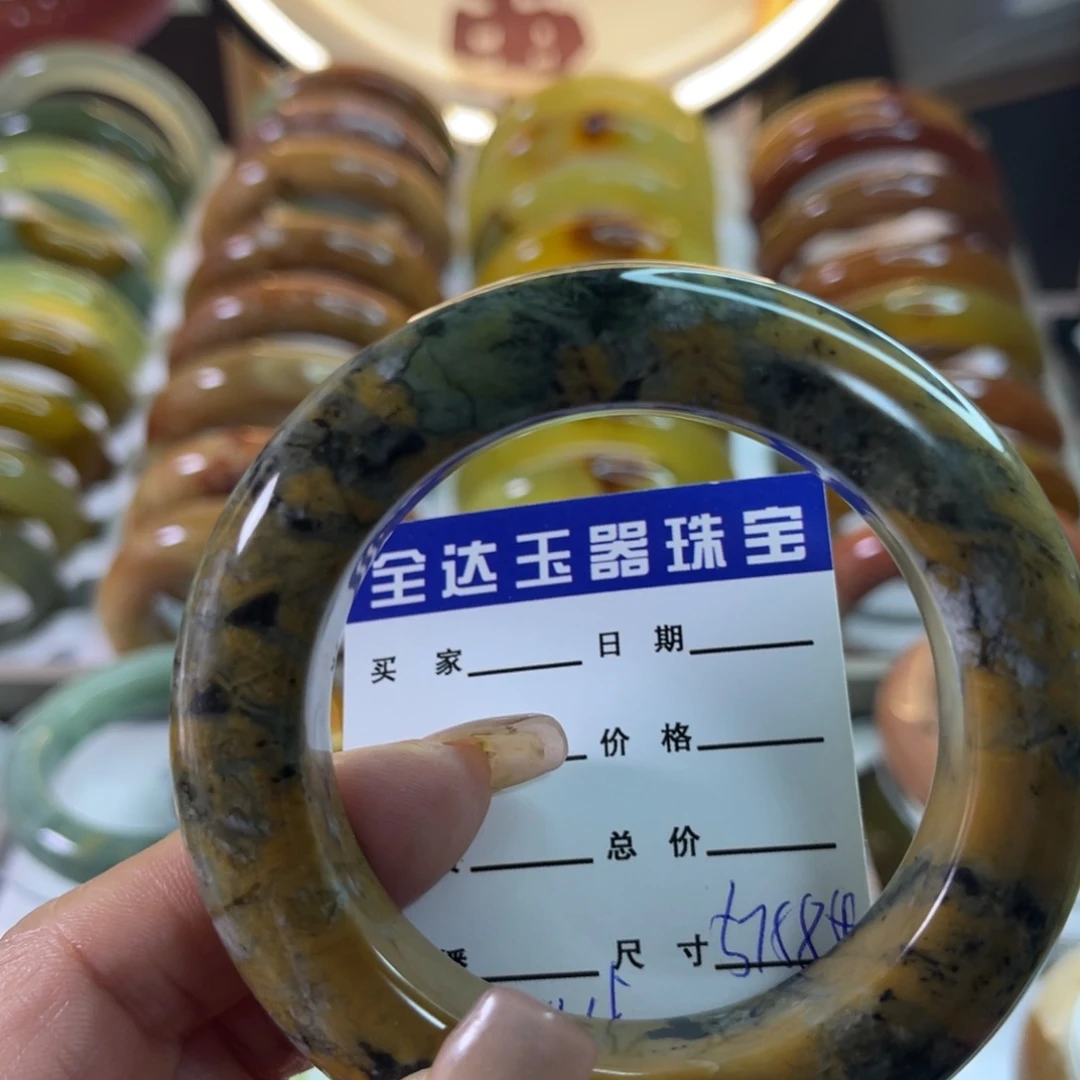 全达玉器珠宝
买 家 日 期
价 格
总 价
尺 寸